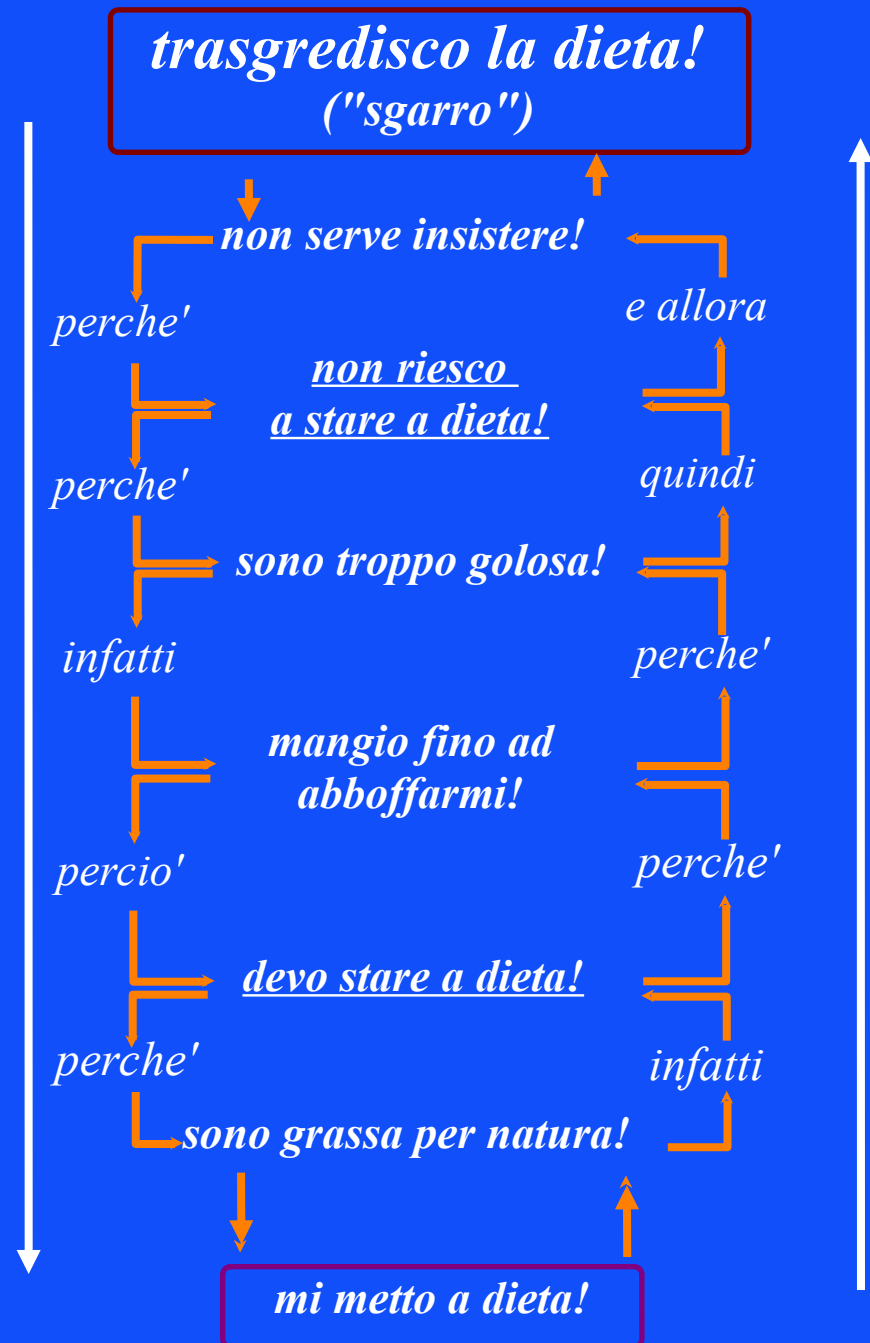 trasgredisco la dieta!
("sgarro")
non serve insistere!
perche'
e allora
non riesco
a stare a dieta!
perche'
quindi
sono troppo golosa!
infatti
perche'
mangio fino ad
abboffarmi!
percio'
perche'
devo stare a dieta!
perche'
infatti
sono grassa per natura!
mi metto a dieta!